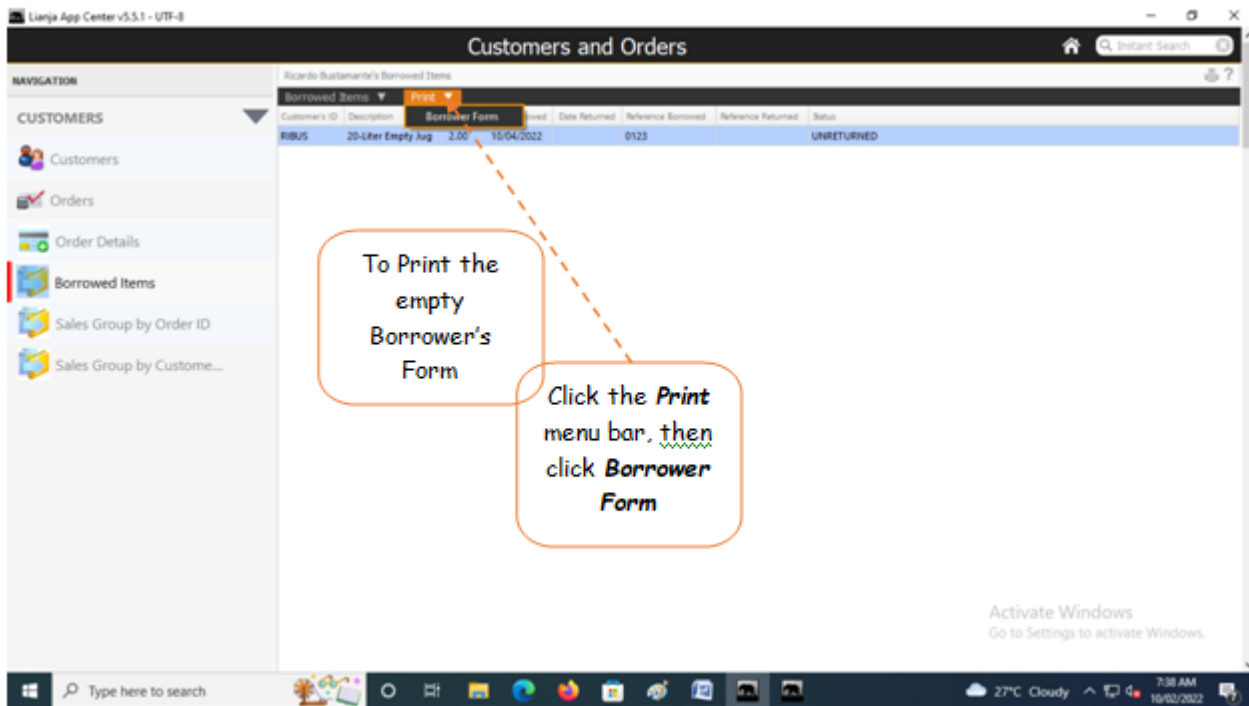 Lianja App Center v5.5.1 - UTF-8
Customers and Orders
Instant Search
NAVIGATION
Ricardo Bustamante's Borrowed Items
?
Borrowed Items Print
CUSTOMERS
Customer's ID Description Borrower Form Date Returned Reference Borrowed Reference Returned Status
RIBUS 20-Liter Empty Jug 2.00 10/04/2022 0123 UNRETURNED
Customers
Orders
Order Details
Borrowed Items
Sales Group by Order ID
Sales Group by Custome...
To Print the
empty
Borrower's
Form
Click the Print
menu bar, then
click Borrower
Form
Activate Windows
Go to Settings to activate Windows.
Type here to search
27°C Cloudy
7:38 AM
10/02/2022